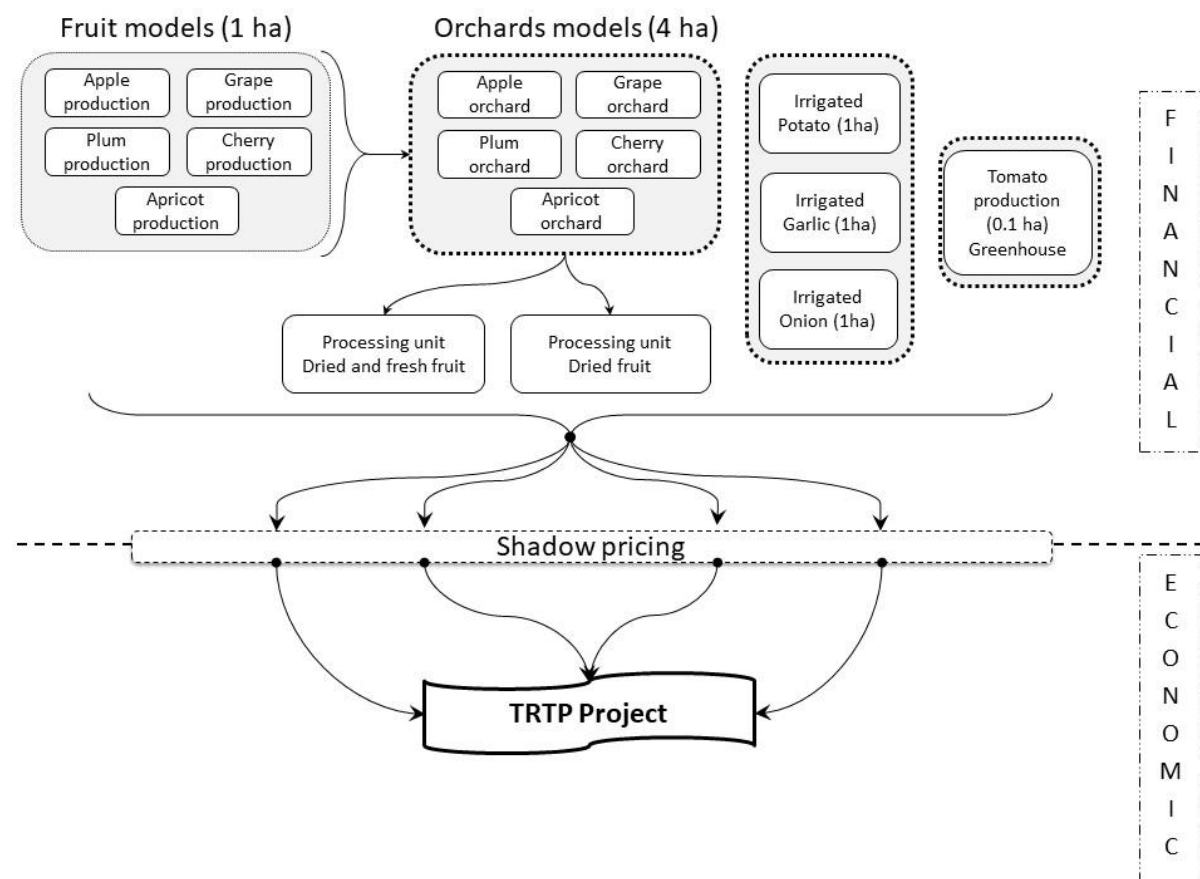 Fruit models (1 ha)
Apple
production
Grape
production
Plum
production
Cherry
production
Apricot
production
Orchards models (4 ha)
Apple
orchard
Grape
orchard
Plum
orchard
Cherry
orchard
Apricot
orchard
Irrigated
Potato (1ha)
Irrigated
Garlic (1ha)
Irrigated
Onion (1ha)
Tomato
production
(0.1 ha)
Greenhouse
Processing unit
Dried and fresh fruit
Processing unit
Dried fruit
F
I
N
A
N
C
I
A
L
Shadow pricing
TRTP Project
E
C
O
N
O
M
I
C